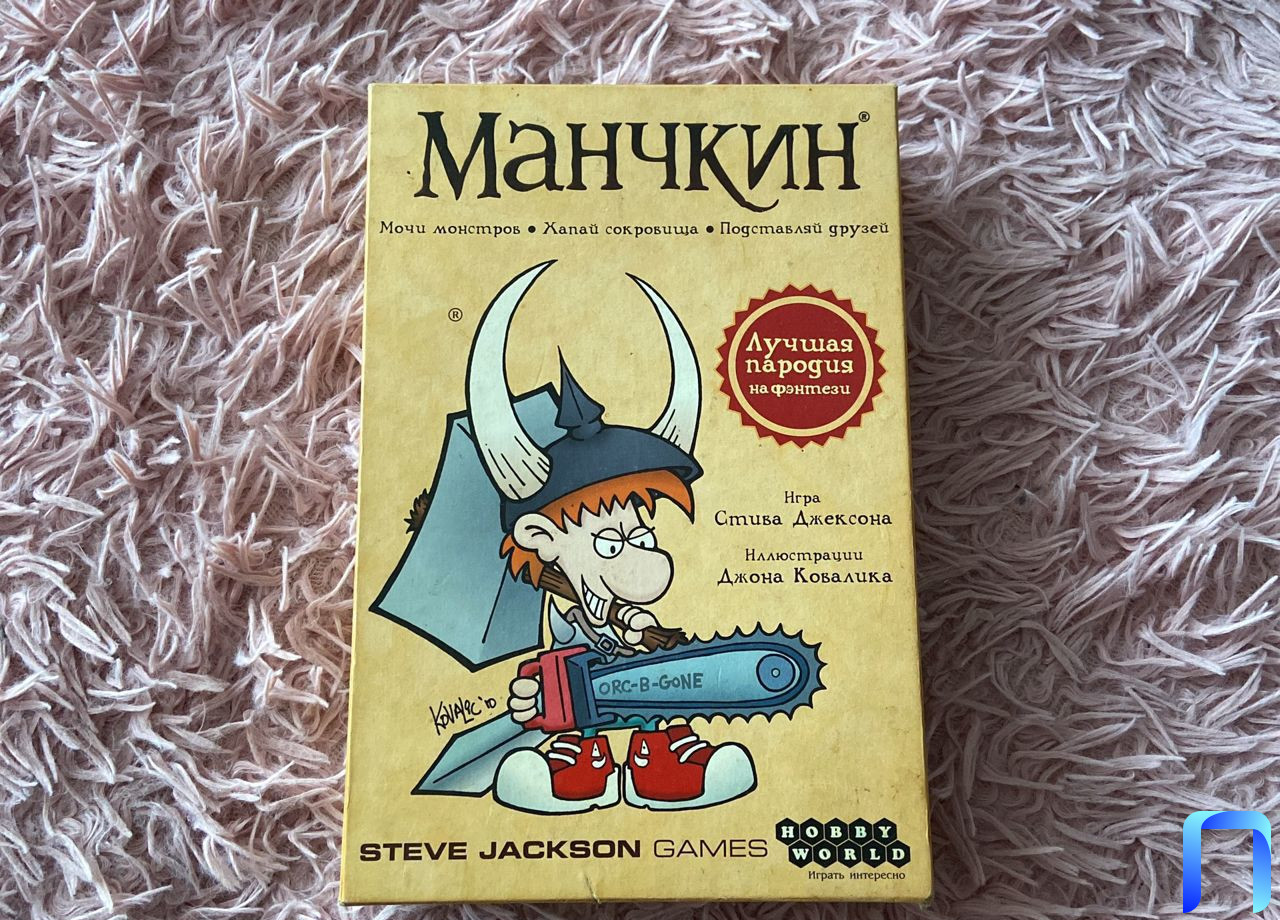 Манчкин®
Мочи монстров • Хапай сокровища • Подставляй друзей
®
Лучшая
пародия
на фэнтези
Игра
Стива Джексона
Иллюстрации
Джона Ковалика
ORC-B-GONE
KOVALIC '10
STEVE JACKSON GAMES
HOBBY
WORLD
Играть интересно